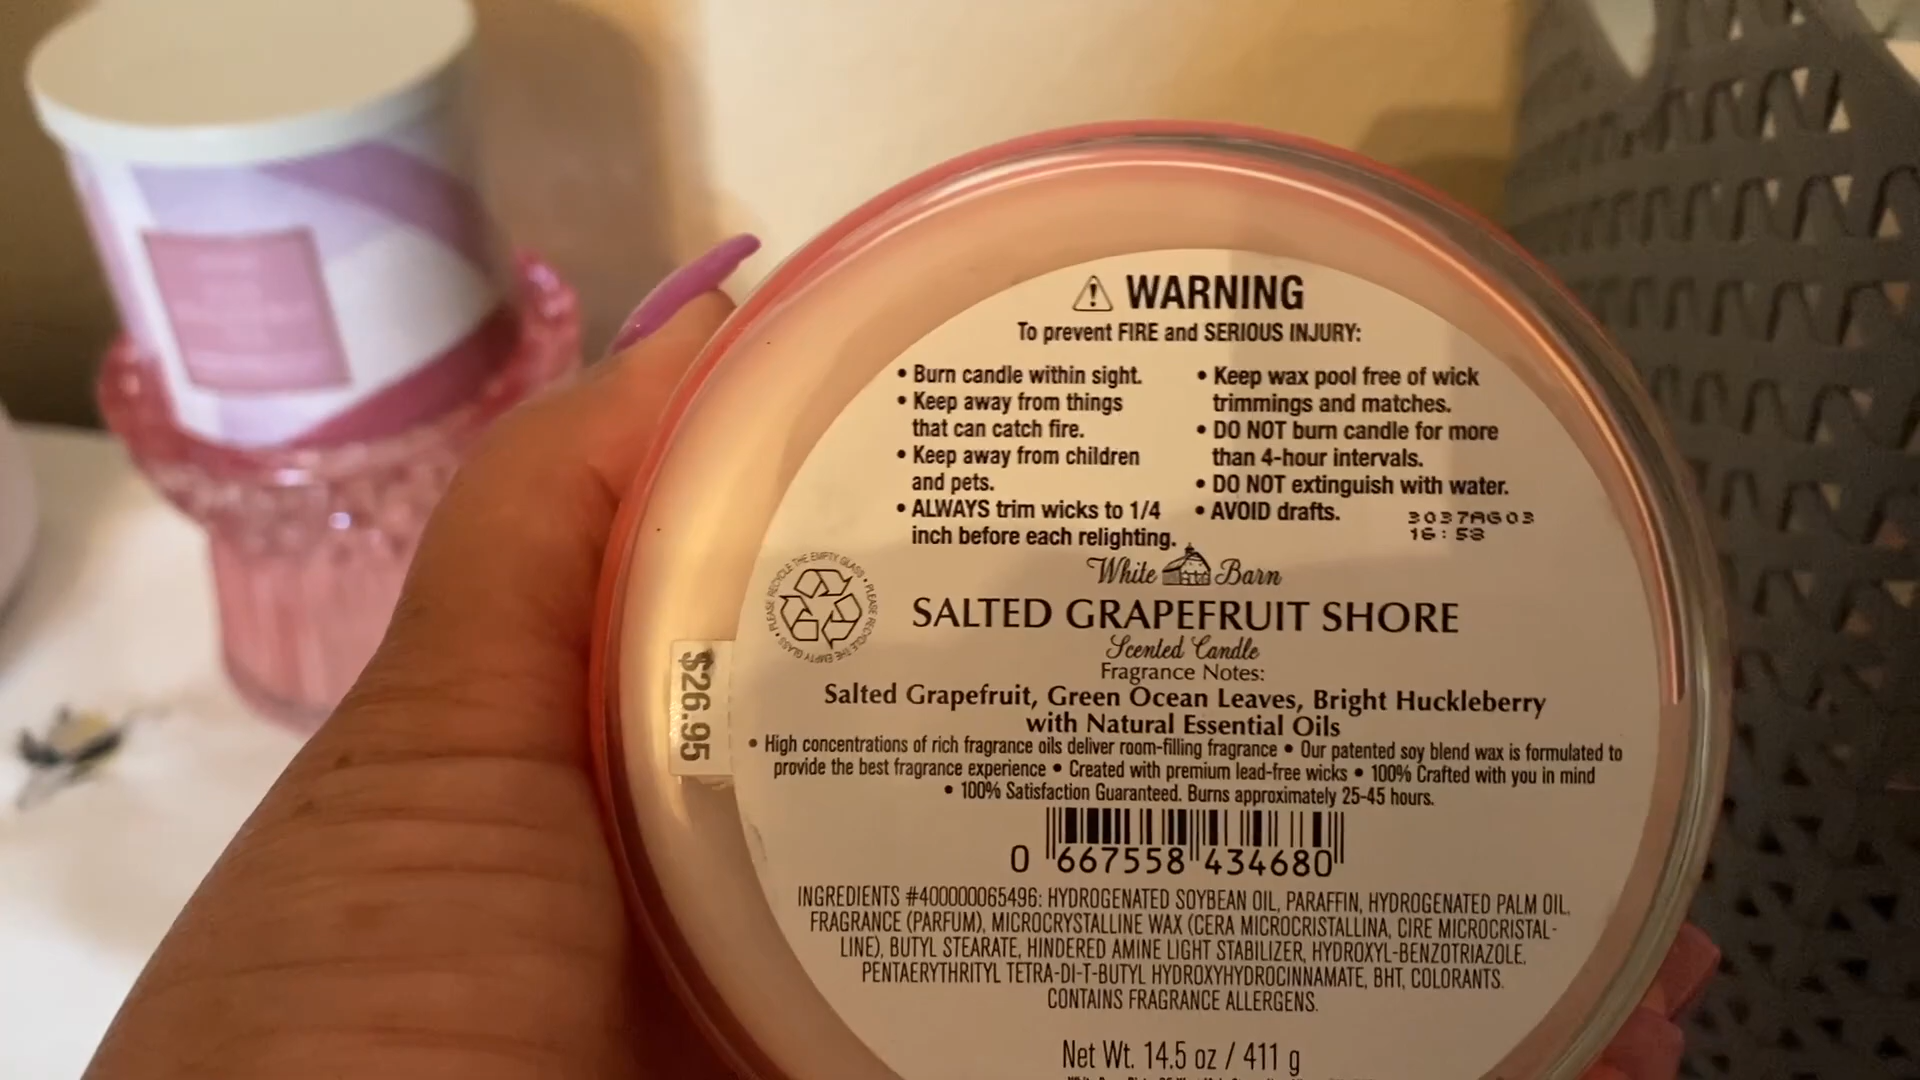 WARNING
To prevent FIRE and SERIOUS INJURY:
• Burn candle within sight.
• Keep away from things
that can catch fire.
• Keep away from children
and pets.
• ALWAYS trim wicks to 1/4
inch before each relighting.
• Keep wax pool free of wick
trimmings and matches.
• DO NOT burn candle for more
than 4-hour intervals.
• DO NOT extinguish with water.
• AVOID drafts.
3037AG03
16:58
White Barn
PLEASE RECYCLE THE EMPTY GLASS • PLEASE RECYCLE THE EMPTY GLASS •
SALTED GRAPEFRUIT SHORE
Scented Candle
Fragrance Notes:
$26.95
Salted Grapefruit, Green Ocean Leaves, Bright Huckleberry
with Natural Essential Oils
• High concentrations of rich fragrance oils deliver room-filling fragrance • Our patented soy blend wax is formulated to
provide the best fragrance experience • Created with premium lead-free wicks • 100% Crafted with you in mind
• 100% Satisfaction Guaranteed. Burns approximately 25-45 hours.
0 667558 434680
INGREDIENTS #400000065496: HYDROGENATED SOYBEAN OIL, PARAFFIN, HYDROGENATED PALM OIL,
FRAGRANCE (PARFUM), MICROCRYSTALLINE WAX (CERA MICROCRISTALLINA, CIRE MICROCRISTAL-
LINE), BUTYL STEARATE, HINDERED AMINE LIGHT STABILIZER, HYDROXYL-BENZOTRIAZOLE,
PENTAERYTHRITYL TETRA-DI-T-BUTYL HYDROXYHYDROCINNAMATE, BHT, COLORANTS.
CONTAINS FRAGRANCE ALLERGENS.
Net Wt. 14.5 oz / 411 g